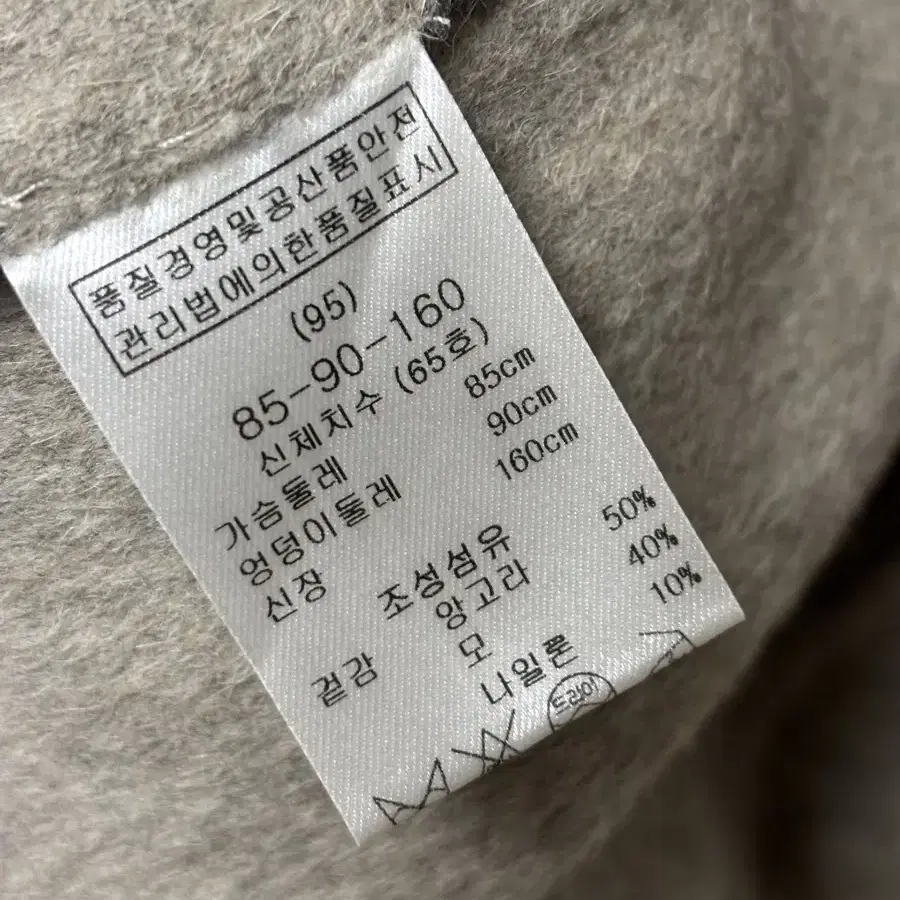 품질경영및공산품안전
관리법에의한품질표시
(95)
85-90-160
신체치수 (65호)
가슴둘레 85cm
엉덩이둘레 90cm
신장 160cm
조성섬유
겉감 앙고라 50%
모 40%
나일론 10%
드라이